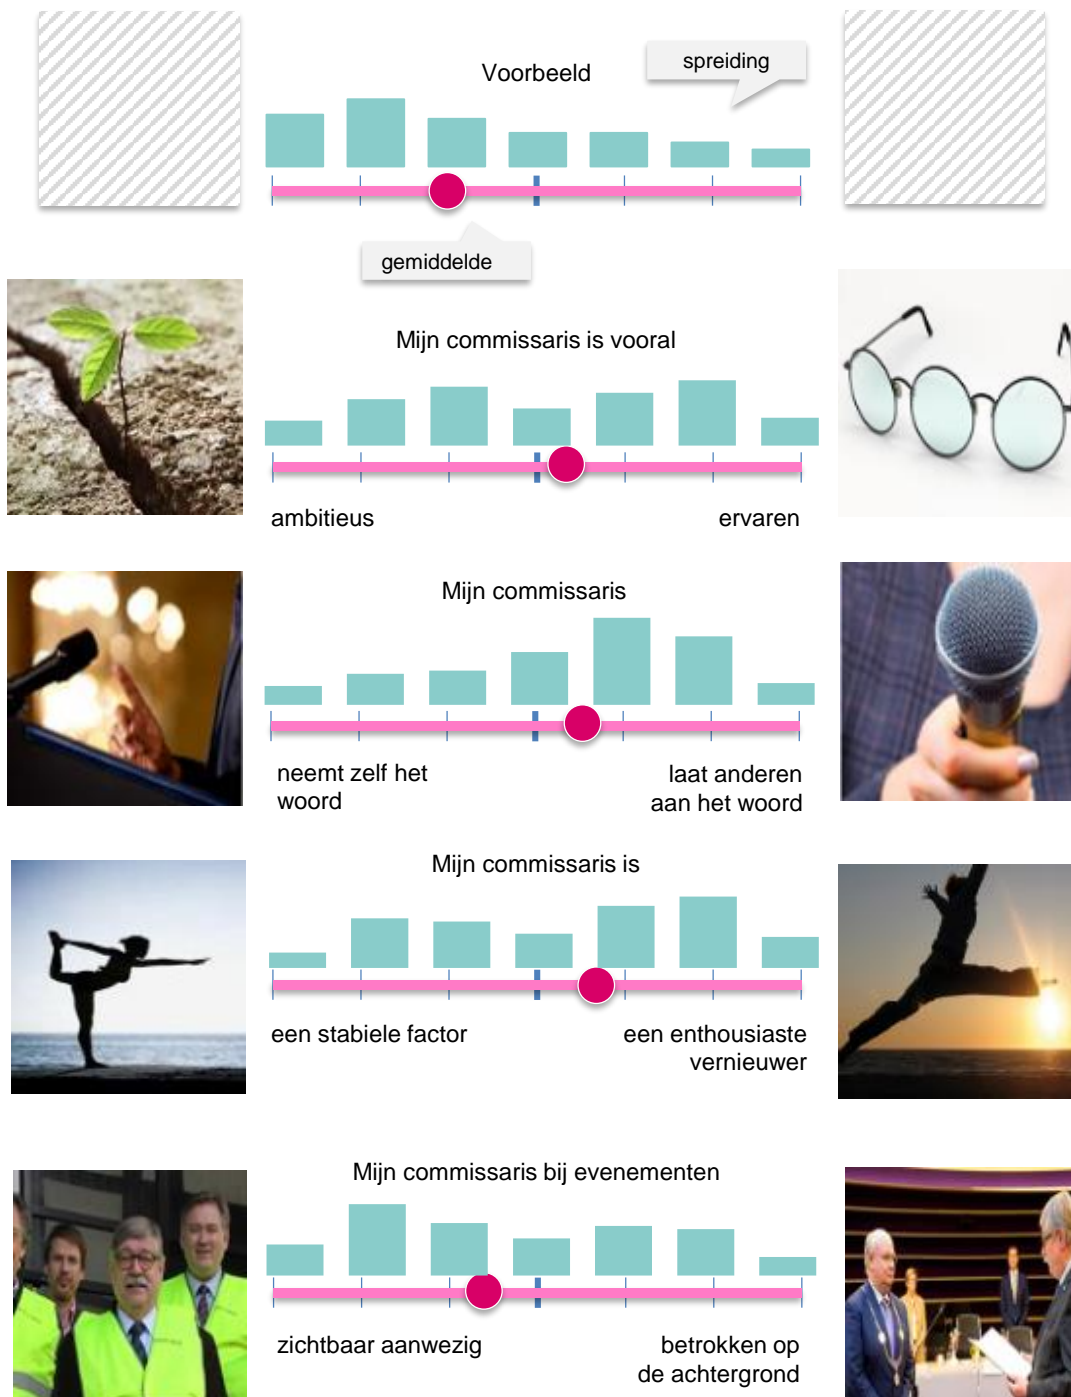 Voorbeeld
spreiding
gemiddelde
Mijn commissaris is vooral
ambitieus
ervaren
Mijn commissaris
neemt zelf het
woord
laat anderen
aan het woord
Mijn commissaris is
een stabiele factor
een enthousiaste
vernieuwer
Mijn commissaris bij evenementen
zichtbaar aanwezig
betrokken op
de achtergrond